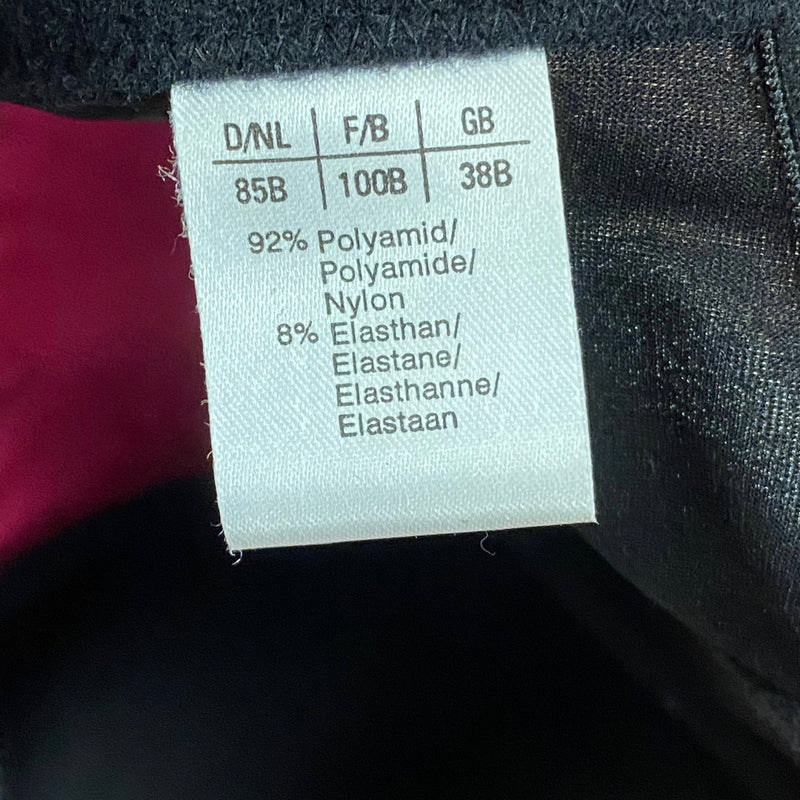 D/NL F/B GB
85B 100B 38B
92% Polyamid/
Polyamide/
Nylon
8% Elasthan/
Elastane/
Elasthanne/
Elastaan